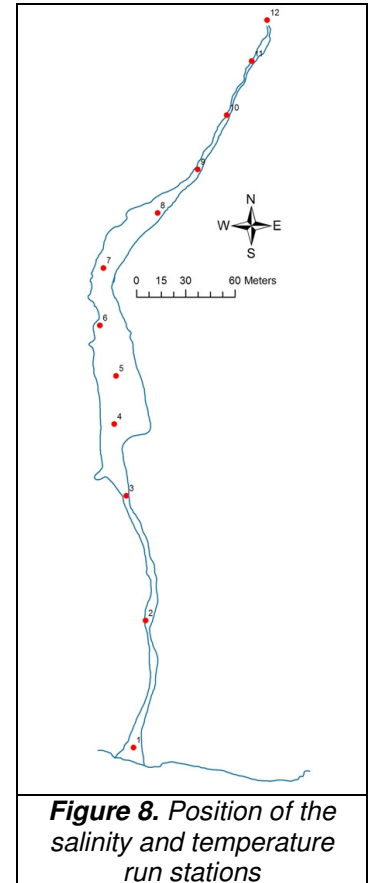 12
11
10
9
8
N
W E
S
7
0 15 30 60 Meters
6
5
4
3
2
1
Figure 8. Position of the
salinity and temperature
run stations